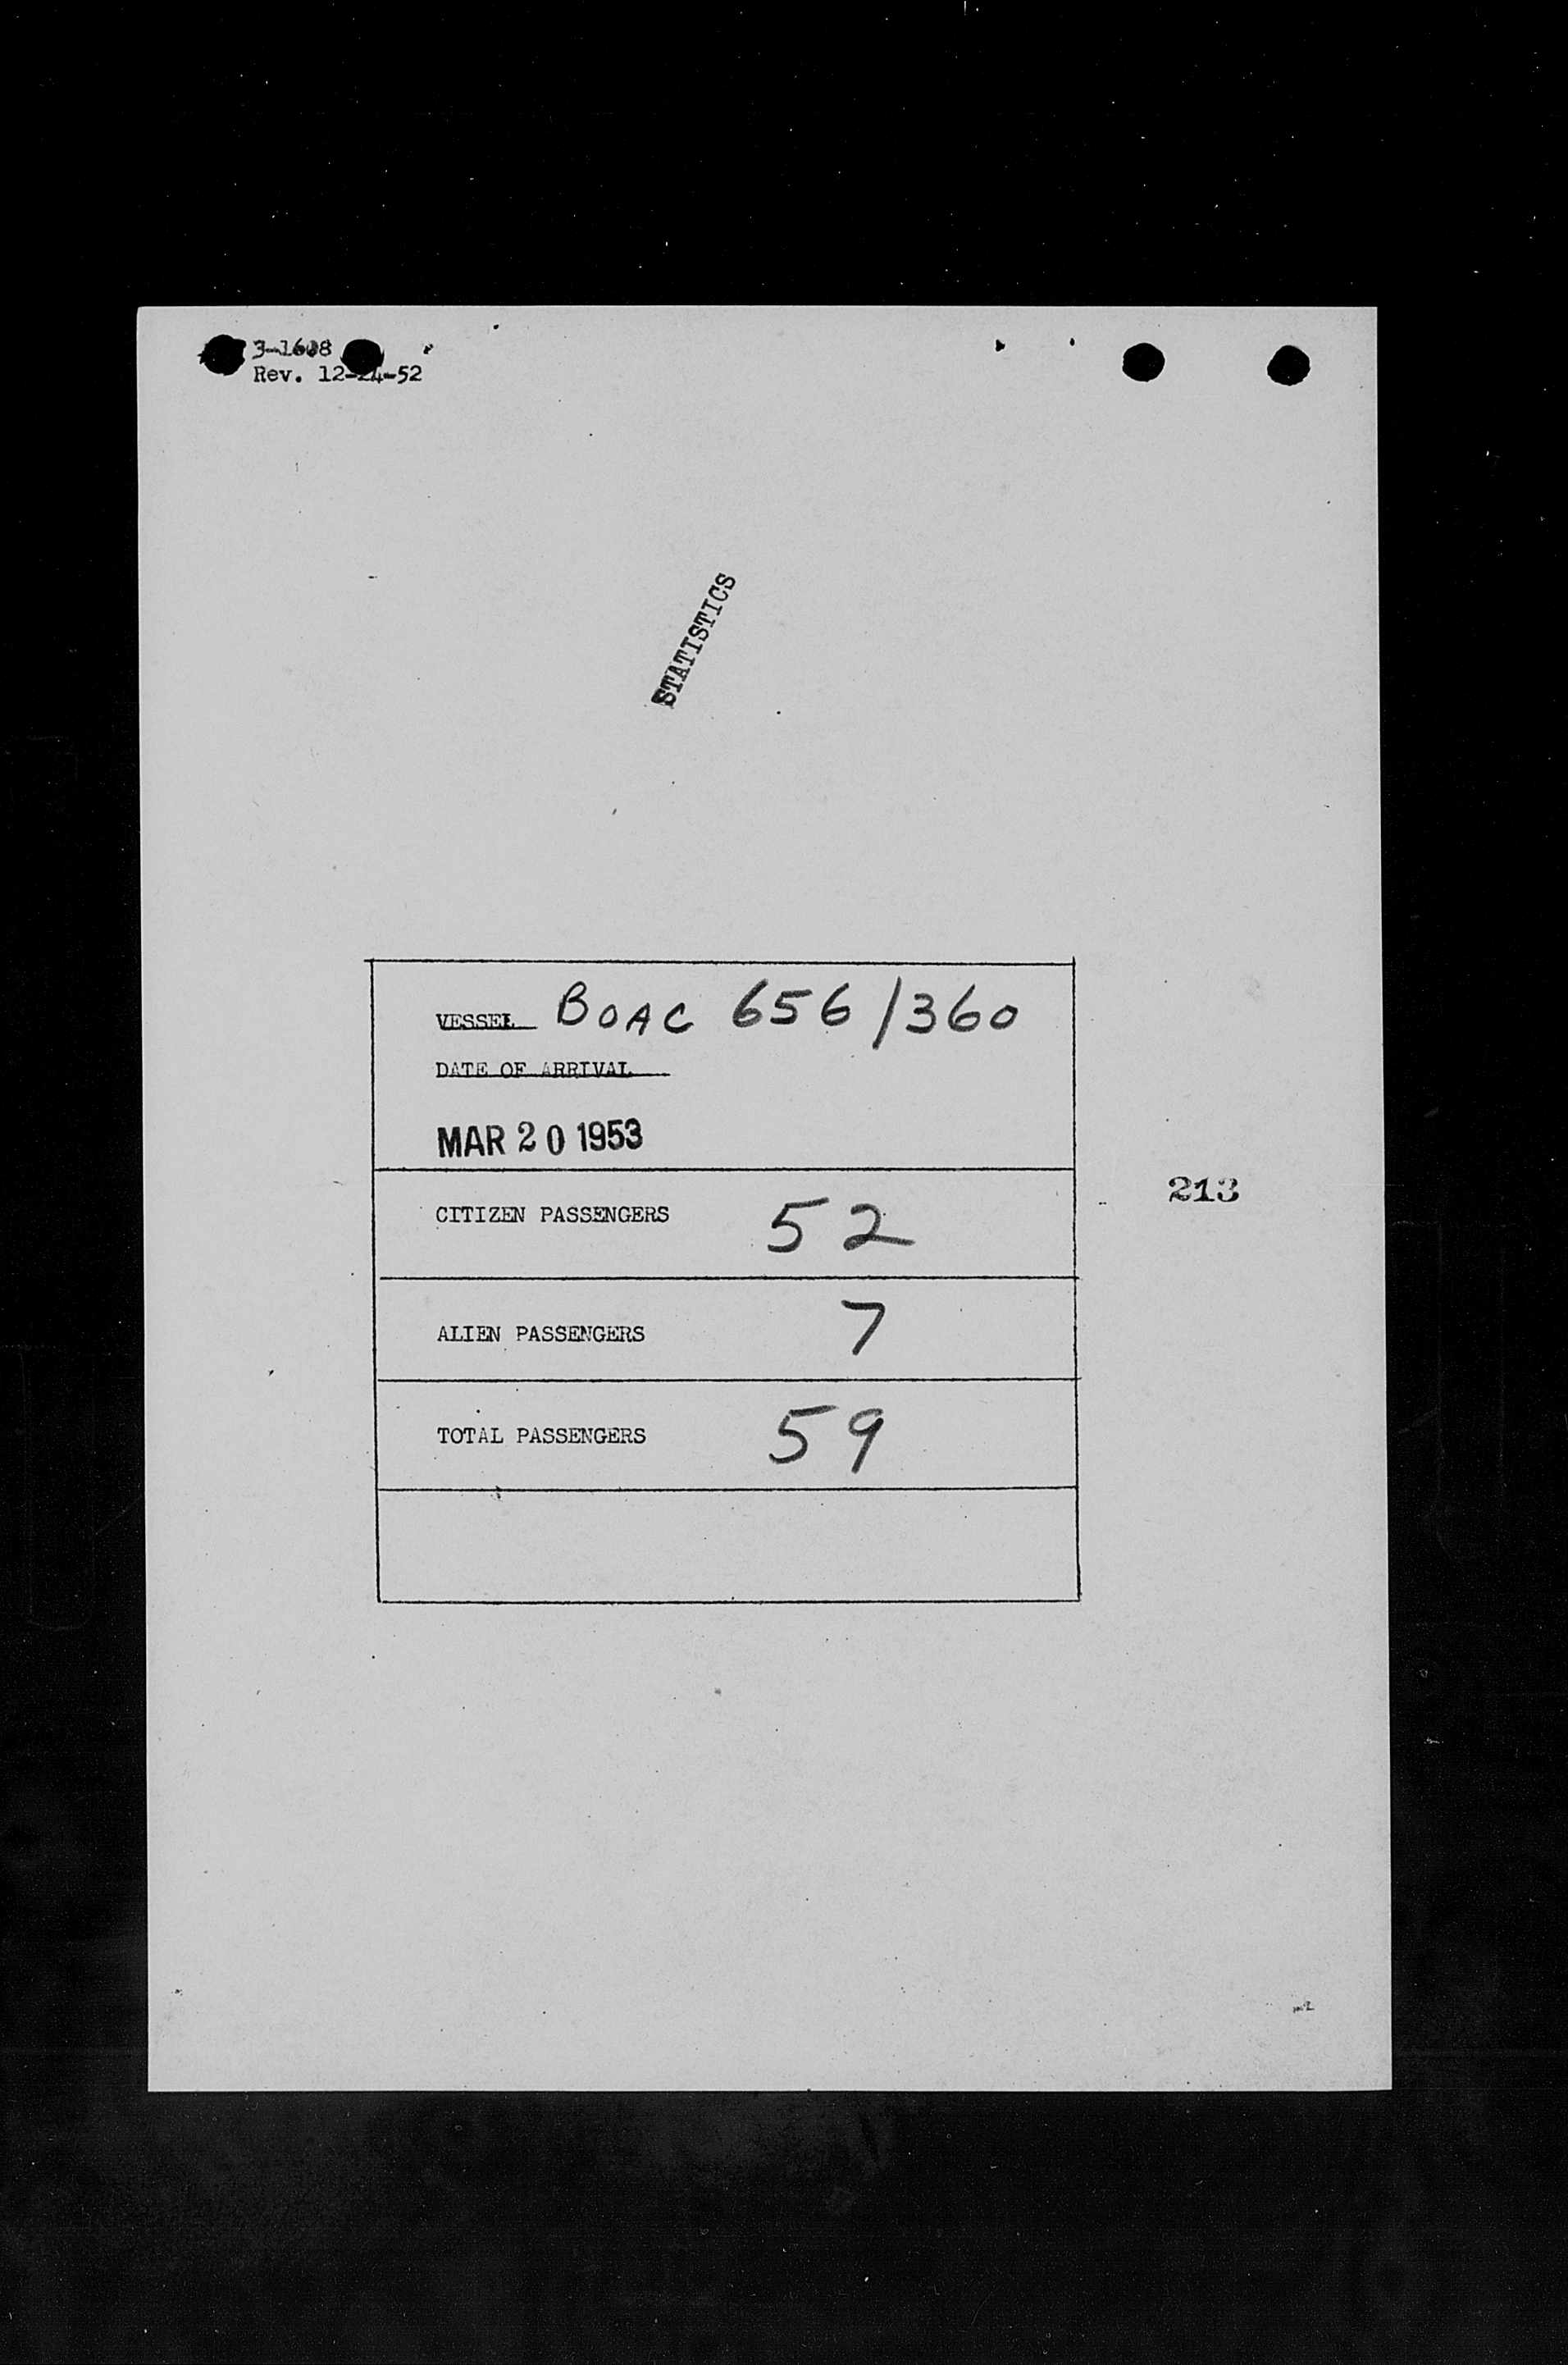 3-1608
Rev. 12-24-52
STATISTICS
VESSEL BOAC 656/360
DATE OF ARRIVAL
MAR 20 1953
213
CITIZEN PASSENGERS 52
ALIEN PASSENGERS 7
TOTAL PASSENGERS 59